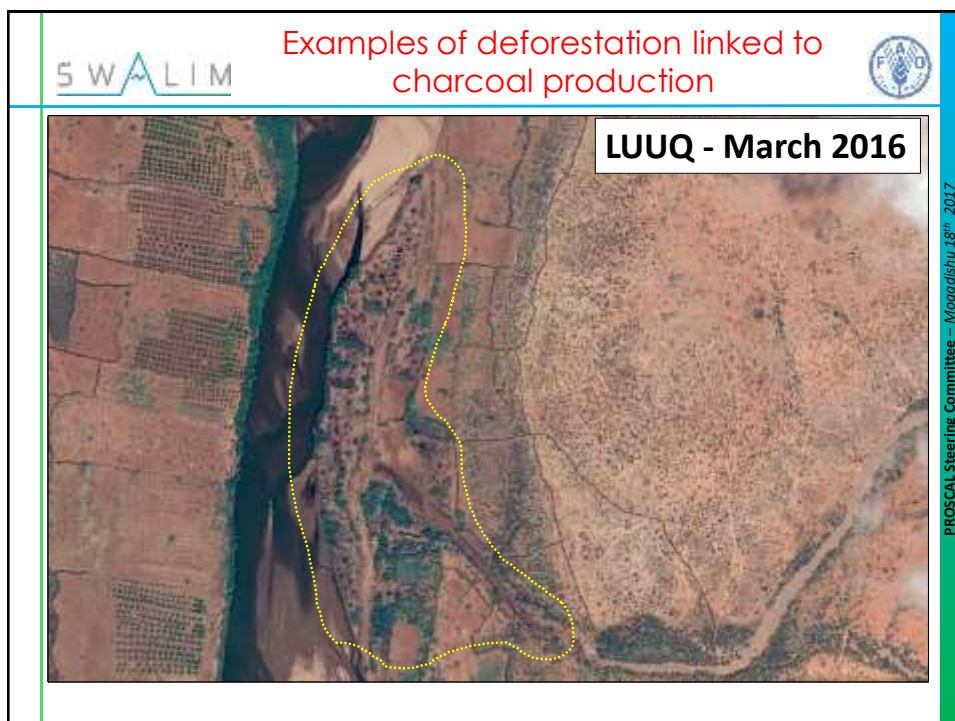 SWALIM
Examples of deforestation linked to
charcoal production
F A O
LUUQ - March 2016
PROSCAL Steering Committee – Mogadishu 18th 2017